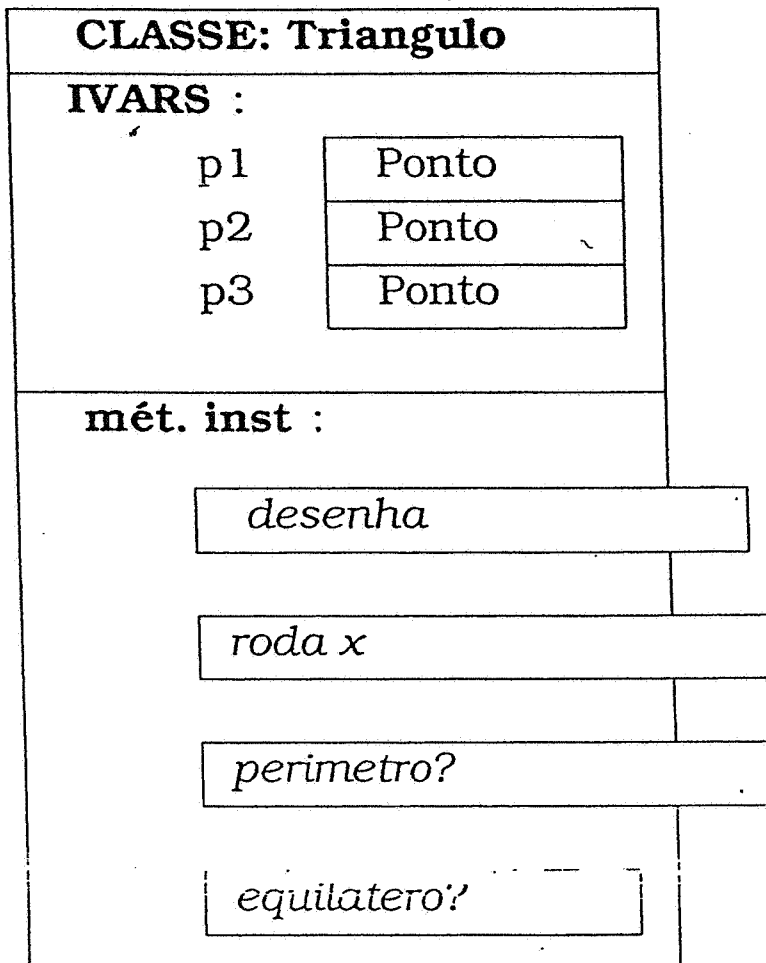 CLASSE: Triangulo
IVARS :
p1 Ponto
p2 Ponto
p3 Ponto
mét. inst :
desenha
roda x
perimetro?
equilatero?